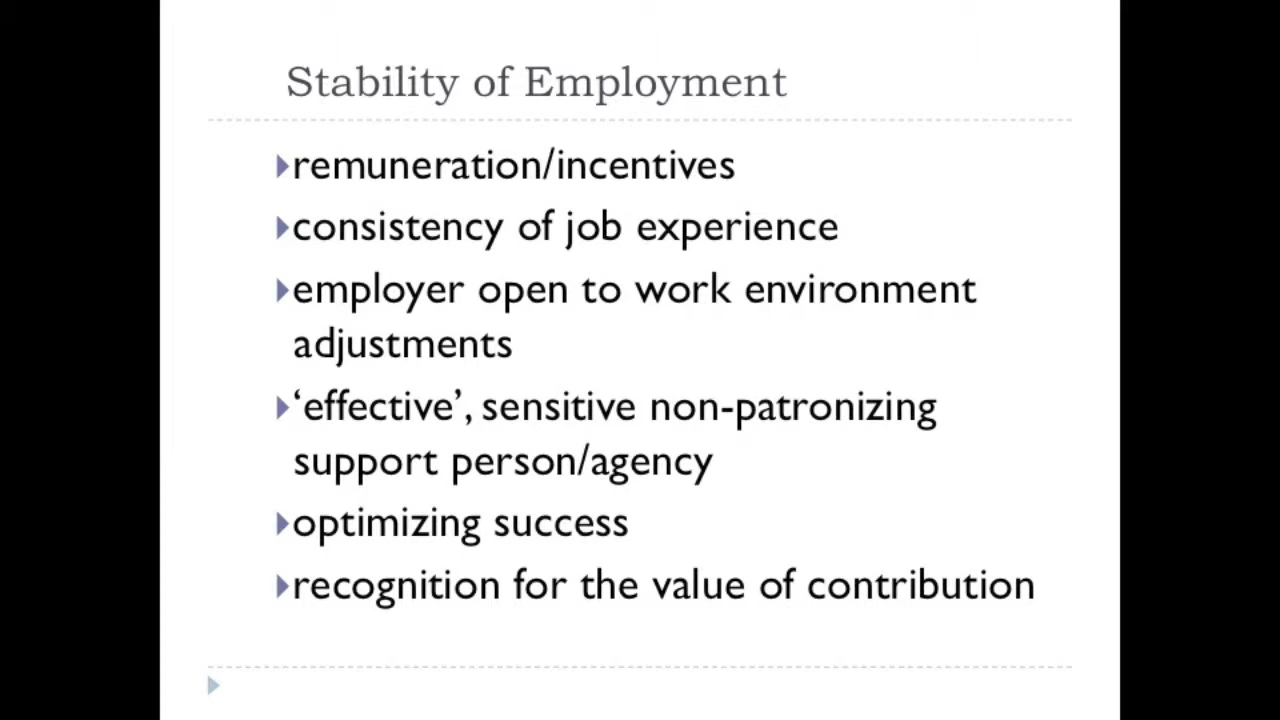 Stability of Employment
remuneration/incentives
consistency of job experience
employer open to work environment
adjustments
‘effective’, sensitive non-patronizing
support person/agency
optimizing success
recognition for the value of contribution